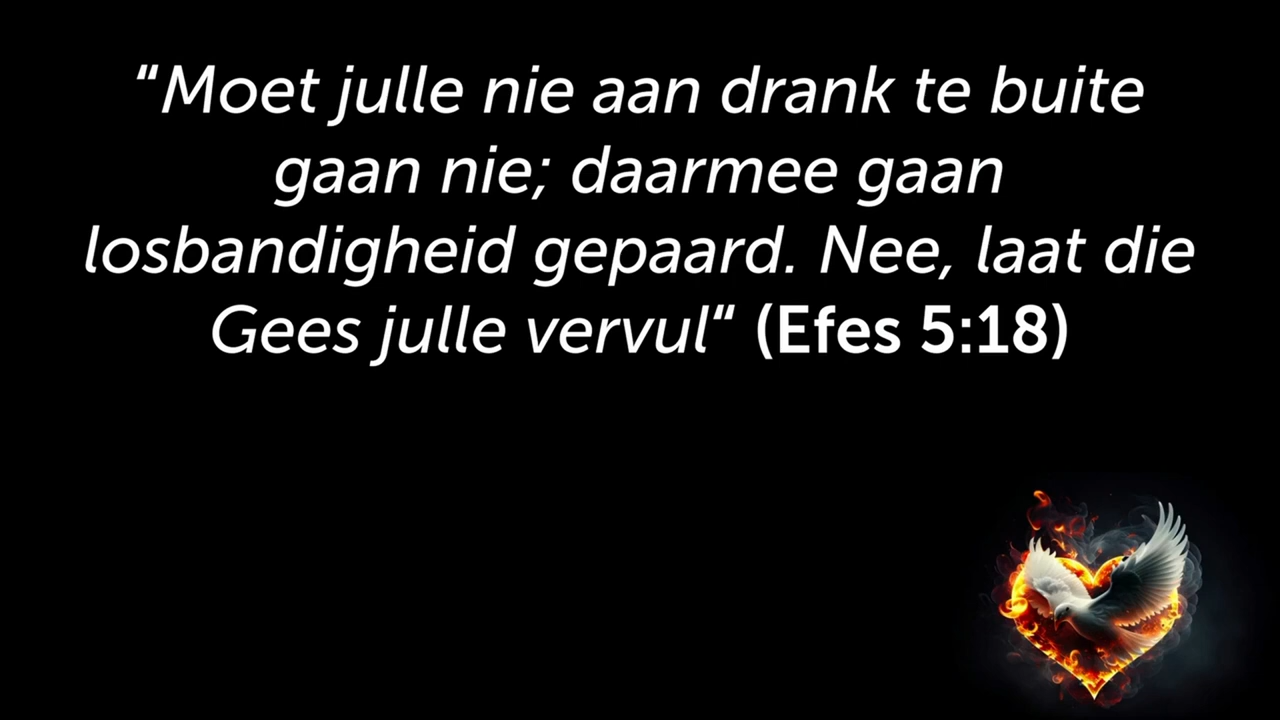 “Moet julle nie aan drank te buite
gaan nie; daarmee gaan
losbandigheid gepaard. Nee, laat die
Gees julle vervul“ (Efes 5:18)